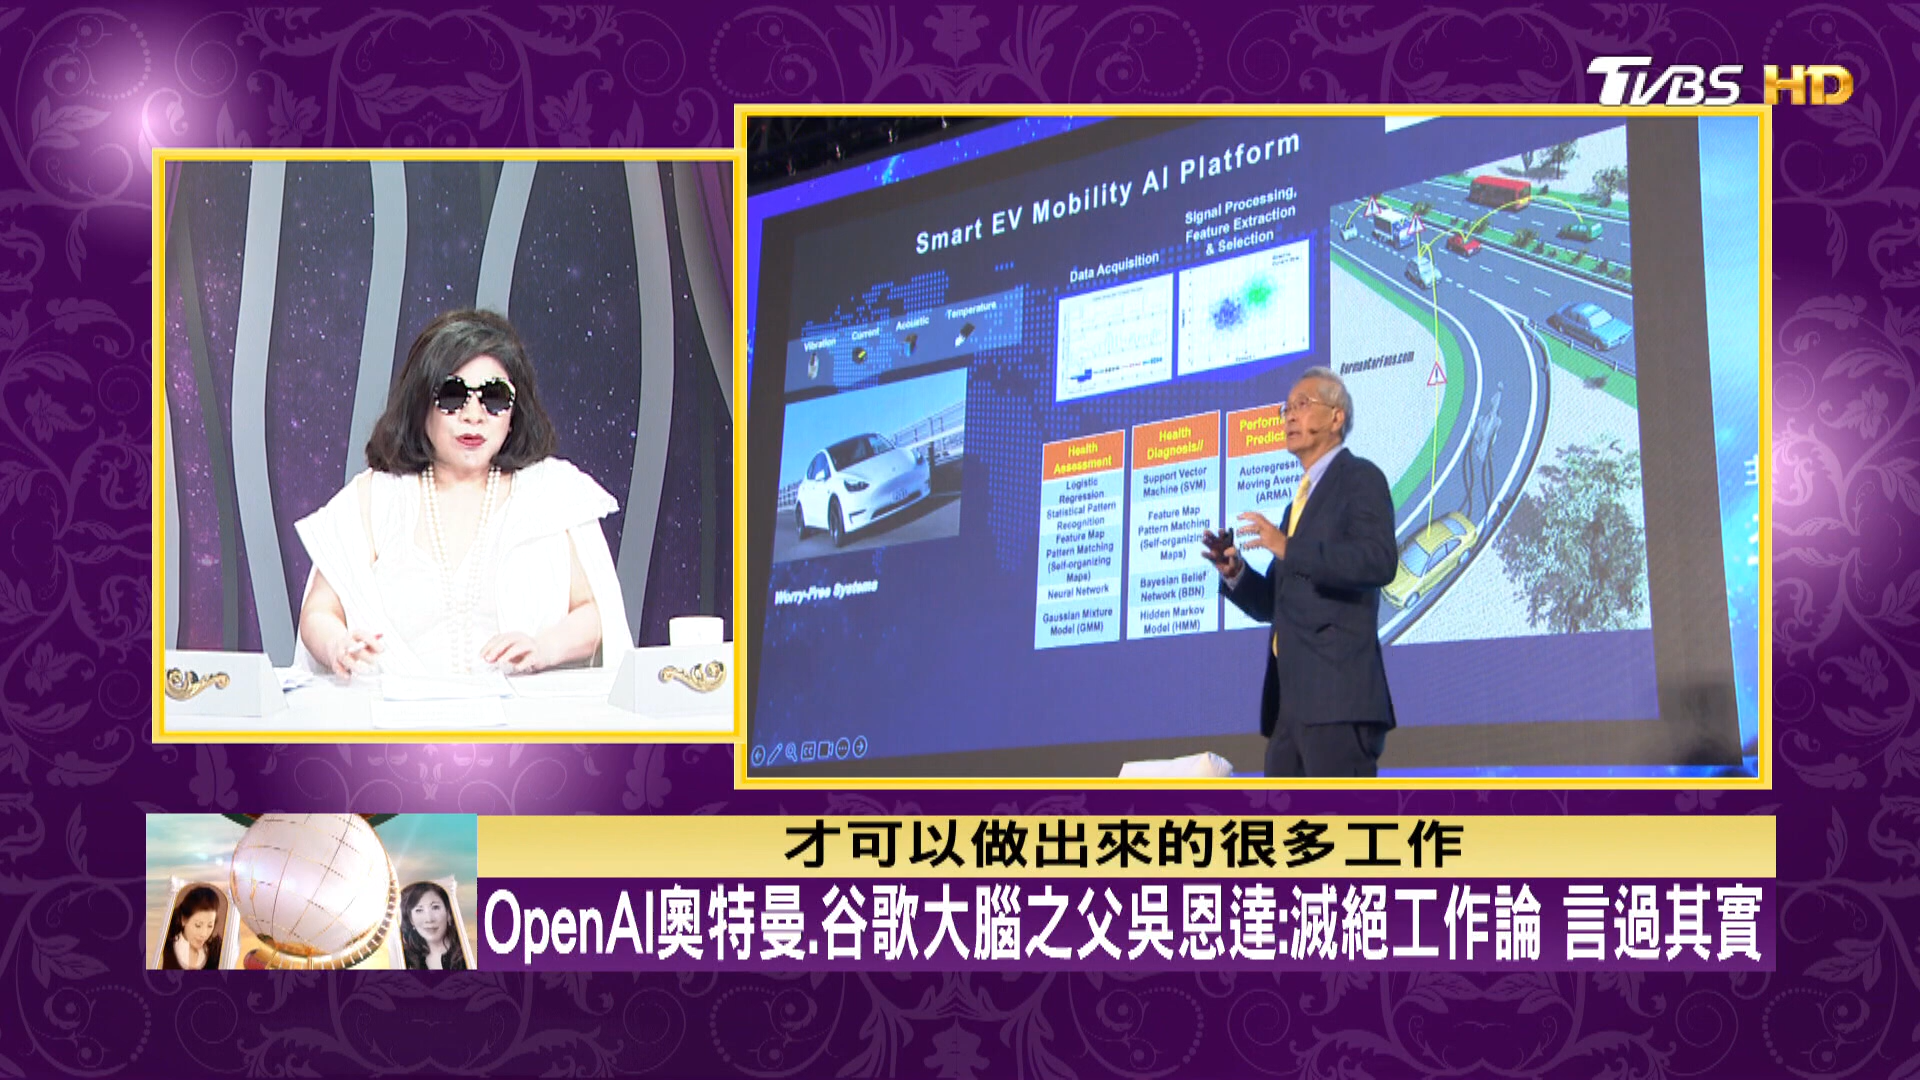 TVBS HD
Smart EV Mobility AI Platform
Signal Processing,
Feature Extraction
& Selection
Data Acquisition
Vibration
Current
Acoustic
Temperature
GermanCarFans.com
Worry-Free Systems
Health
Assessment
Logistic
Regression
Statistical Pattern
Recognition
Feature Map
Pattern Matching
(Self-organizing
Maps)
Neural Network
Gaussian Mixture
Model (GMM)
Health
Diagnosis//
Support Vector
Machine (SVM)
Feature Map
Pattern Matching
(Self-organizing
Maps)
Bayesian Belief
Network (BBN)
Hidden Markov
Model (HMM)
Moving
(ARMA)
CC
才可以做出來的很多工作
OpenAI奧特曼.谷歌大腦之父吳恩達:滅絕工作論 言過其實